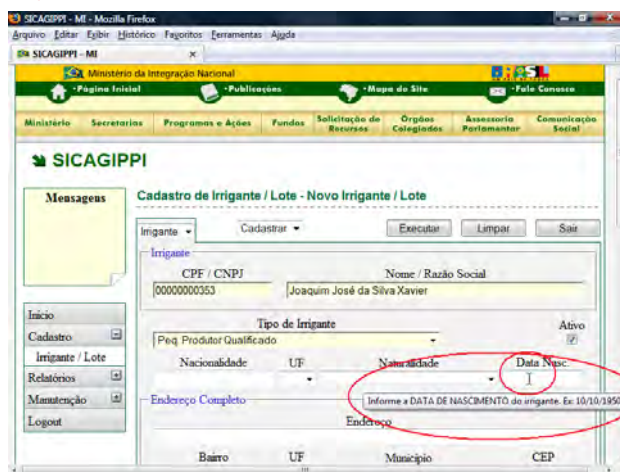 SICAGIPPI - MI - Mozilla Firefox
Arquivo Editar Exibir Histórico Favoritos Ferramentas Ajuda
SICAGIPPI - MI ×
Ministério da Integração Nacional
·Página Inicial ·Publicações ·Mapa do Site ·Fale Conosco
Ministério Secretarias Programas e Ações Fundos Solicitação de Recursos Orgãos Colegiados Assessoria Parlamentar Comunicação Social
SICAGIPPI
Mensagens
Cadastro de Irrigante / Lote - Novo Irrigante / Lote
Irrigante Cadastrar Executar Limpar Sair
Irrigante
CPF / CNPJ Nome / Razão Social
00000000353 Joaquim José da Silva Xavier
Início
Cadastro
Irrigante / Lote
Relatórios
Manutenção
Logout
Tipo de Irrigante Ativo
Peq. Produtor Qualificado
Nacionalidade UF Naturalidade Data Nasc.
Informe a DATA DE NASCIMENTO do irrigante. Ex: 10/10/1950
Endereço Completo
Endereço
Bairro UF Município CEP